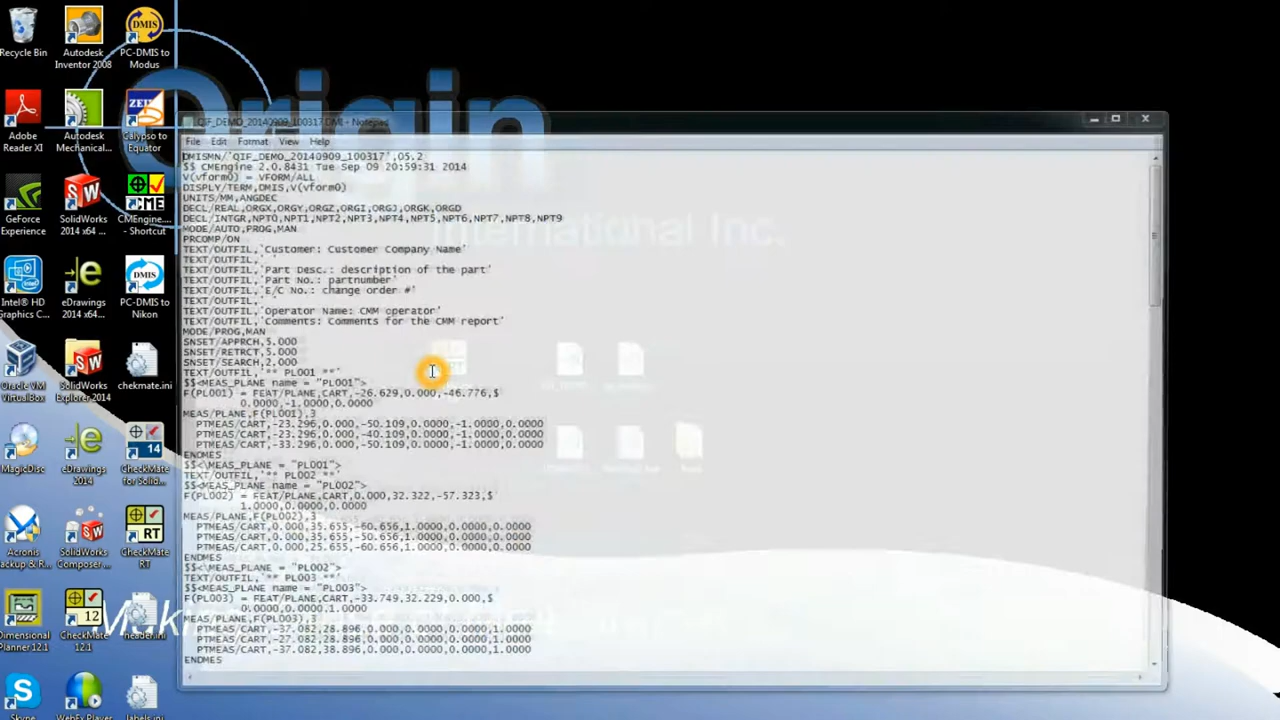 Recycle Bin
Autodesk Inventor 2008
PC-DMIS to Modus
DMIS
Adobe Reader XI
Autodesk Mechanical...
ZEIS
Calypso to Equator
GeForce Experience
SolidWorks 2014 x64 ...
CME
CMEngine.... - Shortcut
Intel® HD Graphics C...
eDrawings 2014 x64...
DMIS
PC-DMIS to Nikon
Oracle VM VirtualBox
SolidWorks Explorer 2014
chekmate.ini
MagicDisc
eDrawings 2014
14
CheckMate for Solid...
Acronis Backup & R...
SolidWorks Composer ...
RT
CheckMate RT
Dimensional Planner 12.1
12
CheckMate 12.1
header.ini
Skype
WebEx Player
labels.ini
Origin
International Inc.
QIF_DEMO_20140909_100317.DMI - Notepad
File Edit Format View Help
DMISMN/'QIF_DEMO_20140909_100317',05.2
$$ CMEngine 2.0.8431 Tue Sep 09 20:59:31 2014
V(vform0) = VFORM/ALL
DISPLY/TERM,DMIS,V(vform0)
UNITS/MM,ANGDEC
DECL/REAL,ORGX,ORGY,ORGZ,ORGI,ORGJ,ORGK,ORGD
DECL/INTGR,NPT0,NPT1,NPT2,NPT3,NPT4,NPT5,NPT6,NPT7,NPT8,NPT9
MODE/AUTO,PROG,MAN
PRCOMP/ON
TEXT/OUTFIL,'Customer: Customer Company Name'
TEXT/OUTFIL,' '
TEXT/OUTFIL,'Part Desc.: description of the part'
TEXT/OUTFIL,'Part No.: partnumber'
TEXT/OUTFIL,'E/C No.: change order #'
TEXT/OUTFIL,' '
TEXT/OUTFIL,'Operator Name: CMM operator'
TEXT/OUTFIL,'Comments: Comments for the CMM report'
MODE/PROG,MAN
SNSET/APPRCH,5.000
SNSET/RETRCT,5.000
SNSET/SEARCH,2.000
TEXT/OUTFIL,'** PL001 **'
$$<MEAS_PLANE name = "PL001">
F(PL001) = FEAT/PLANE,CART,-26.629,0.000,-46.776,$
0.0000,-1.0000,0.0000
MEAS/PLANE,F(PL001),3
PTMEAS/CART,-23.296,0.000,-50.109,0.0000,-1.0000,0.0000
PTMEAS/CART,-23.296,0.000,-40.109,0.0000,-1.0000,0.0000
PTMEAS/CART,-33.296,0.000,-50.109,0.0000,-1.0000,0.0000
ENDMES
$$<\MEAS_PLANE = "PL001">
TEXT/OUTFIL,'** PL002 **'
$$<MEAS_PLANE name = "PL002">
F(PL002) = FEAT/PLANE,CART,0.000,32.322,-57.323,$
1.0000,0.0000,0.0000
MEAS/PLANE,F(PL002),3
PTMEAS/CART,0.000,35.655,-60.656,1.0000,0.0000,0.0000
PTMEAS/CART,0.000,35.655,-50.656,1.0000,0.0000,0.0000
PTMEAS/CART,0.000,25.655,-60.656,1.0000,0.0000,0.0000
ENDMES
$$<\MEAS_PLANE = "PL002">
TEXT/OUTFIL,'** PL003 **'
$$<MEAS_PLANE name = "PL003">
F(PL003) = FEAT/PLANE,CART,-33.749,32.229,0.000,$
0.0000,0.0000,1.0000
MEAS/PLANE,F(PL003),3
PTMEAS/CART,-37.082,28.896,0.000,0.0000,0.0000,1.0000
PTMEAS/CART,-27.082,28.896,0.000,0.0000,0.0000,1.0000
PTMEAS/CART,-37.082,38.896,0.000,0.0000,0.0000,1.0000
ENDMES